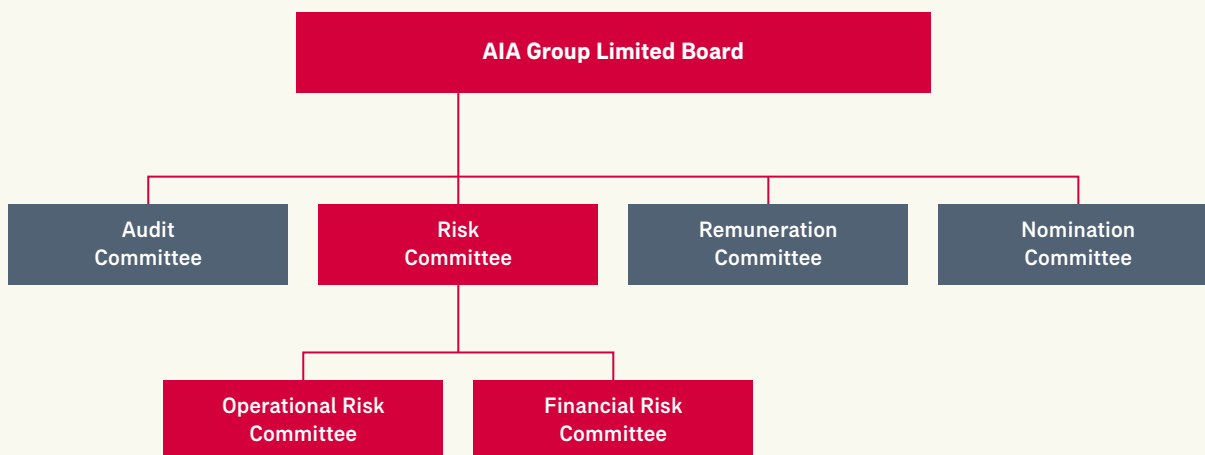 AIA Group Limited Board
Audit
Committee
Risk
Committee
Remuneration
Committee
Nomination
Committee
Operational Risk
Committee
Financial Risk
Committee